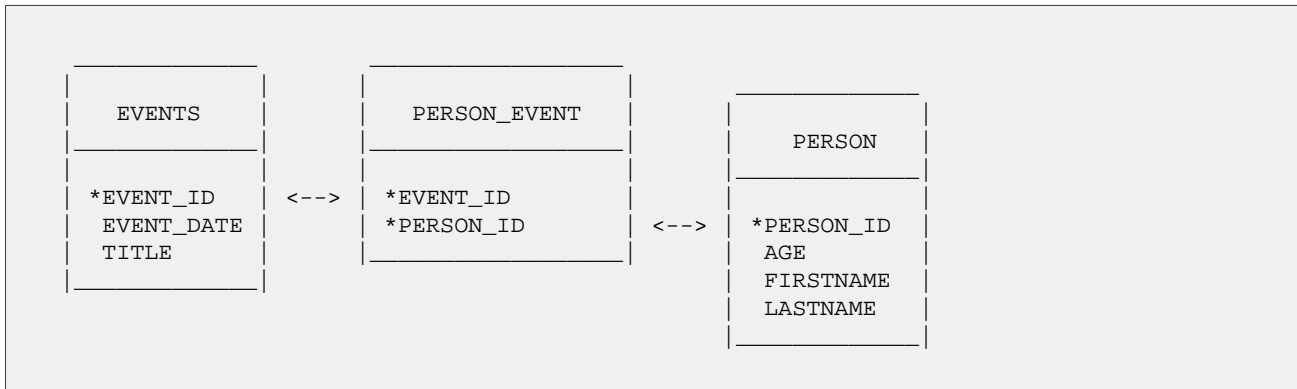 EVENTS
PERSON_EVENT
PERSON
*EVENT_ID <--> *EVENT_ID
EVENT_DATE *PERSON_ID <--> *PERSON_ID
TITLE AGE
FIRSTNAME
LASTNAME